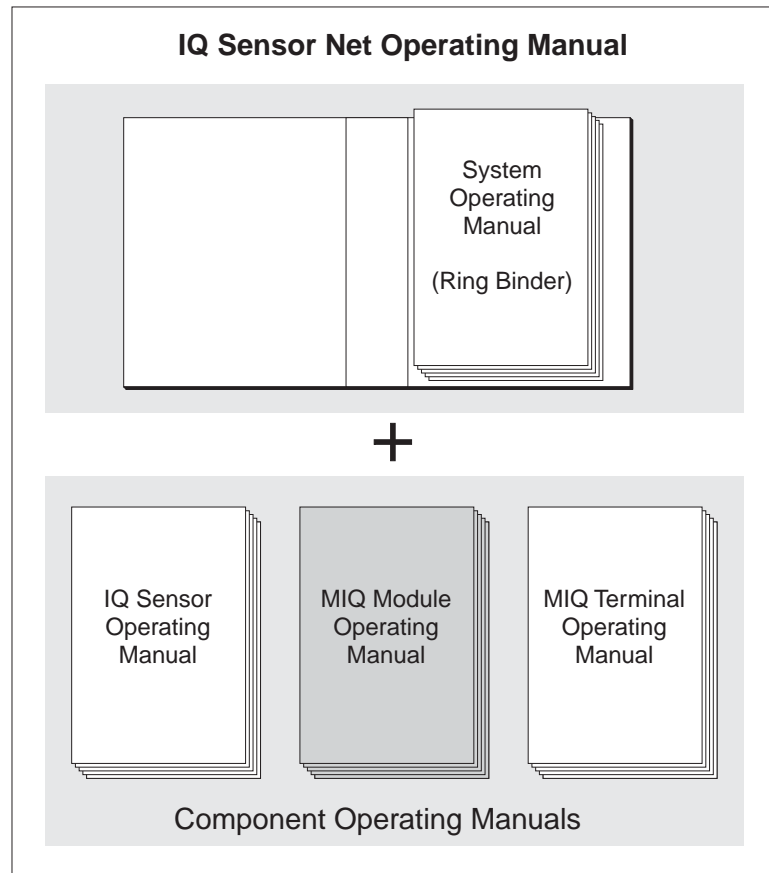 IQ Sensor Net Operating Manual
System
Operating
Manual
(Ring Binder)
+
IQ Sensor
Operating
Manual
MIQ Module
Operating
Manual
MIQ Terminal
Operating
Manual
Component Operating Manuals